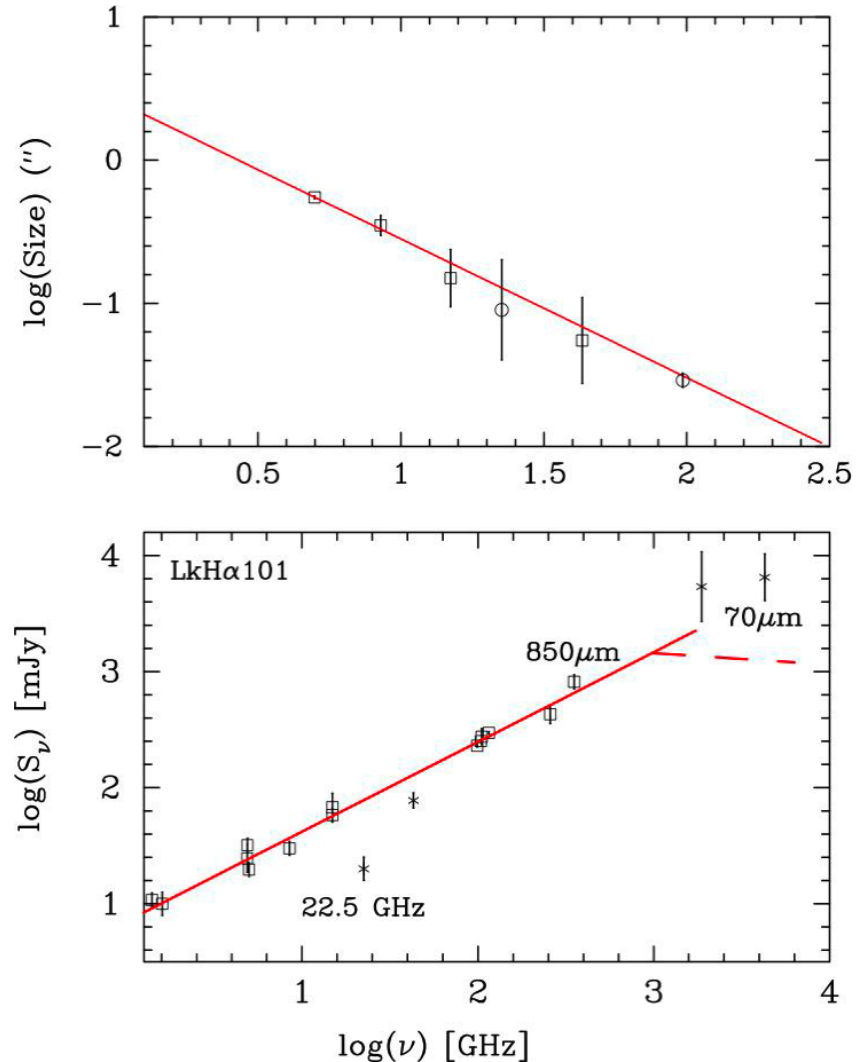 1
0
−1
−2
log(Size) (″)
0.5 1 1.5 2 2.5
LkHα101
4
3
2
1
850μm
70μm
22.5 GHz
log(S_ν) [mJy]
1 2 3 4
log(ν) [GHz]